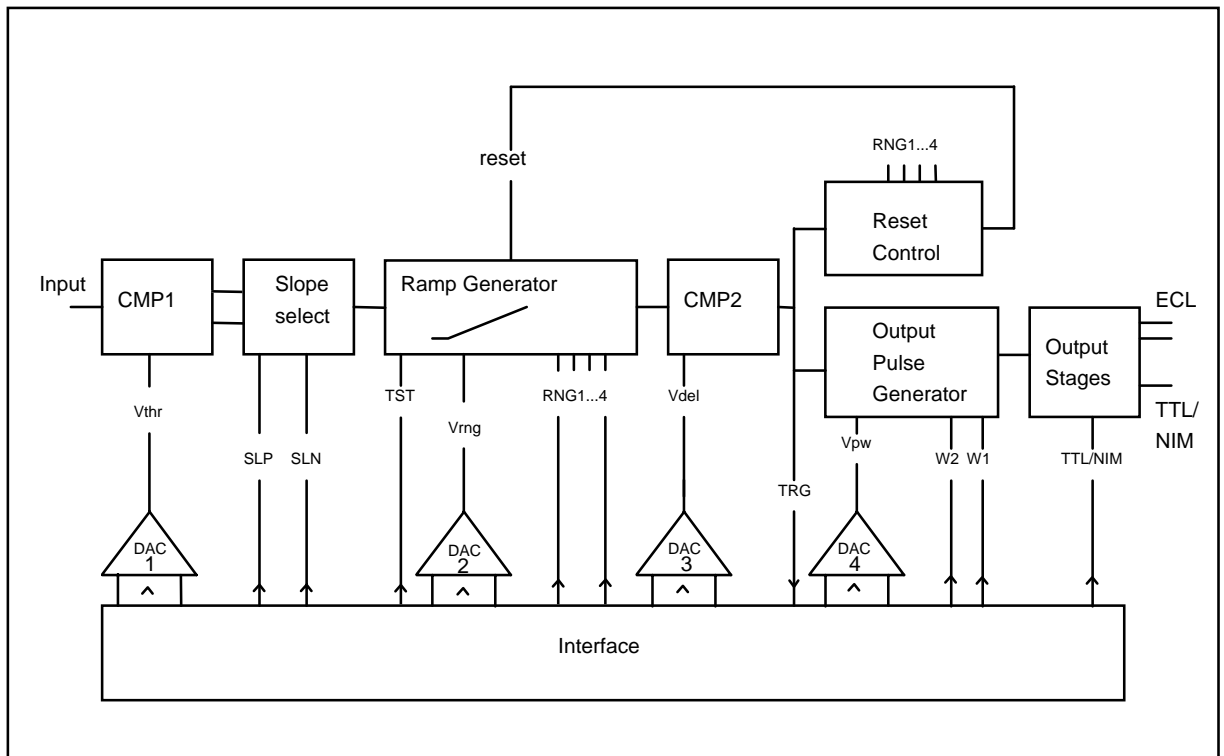 reset
RNG1...4
Reset
Control
Input
CMP1
Slope
select
Ramp Generator
CMP2
Output
Pulse
Generator
Output
Stages
ECL
TTL/
NIM
Vthr
SLP
SLN
TST
Vrng
RNG1...4
Vdel
TRG
Vpw
W2
W1
TTL/NIM
DAC
1
DAC
2
DAC
3
DAC
4
Interface